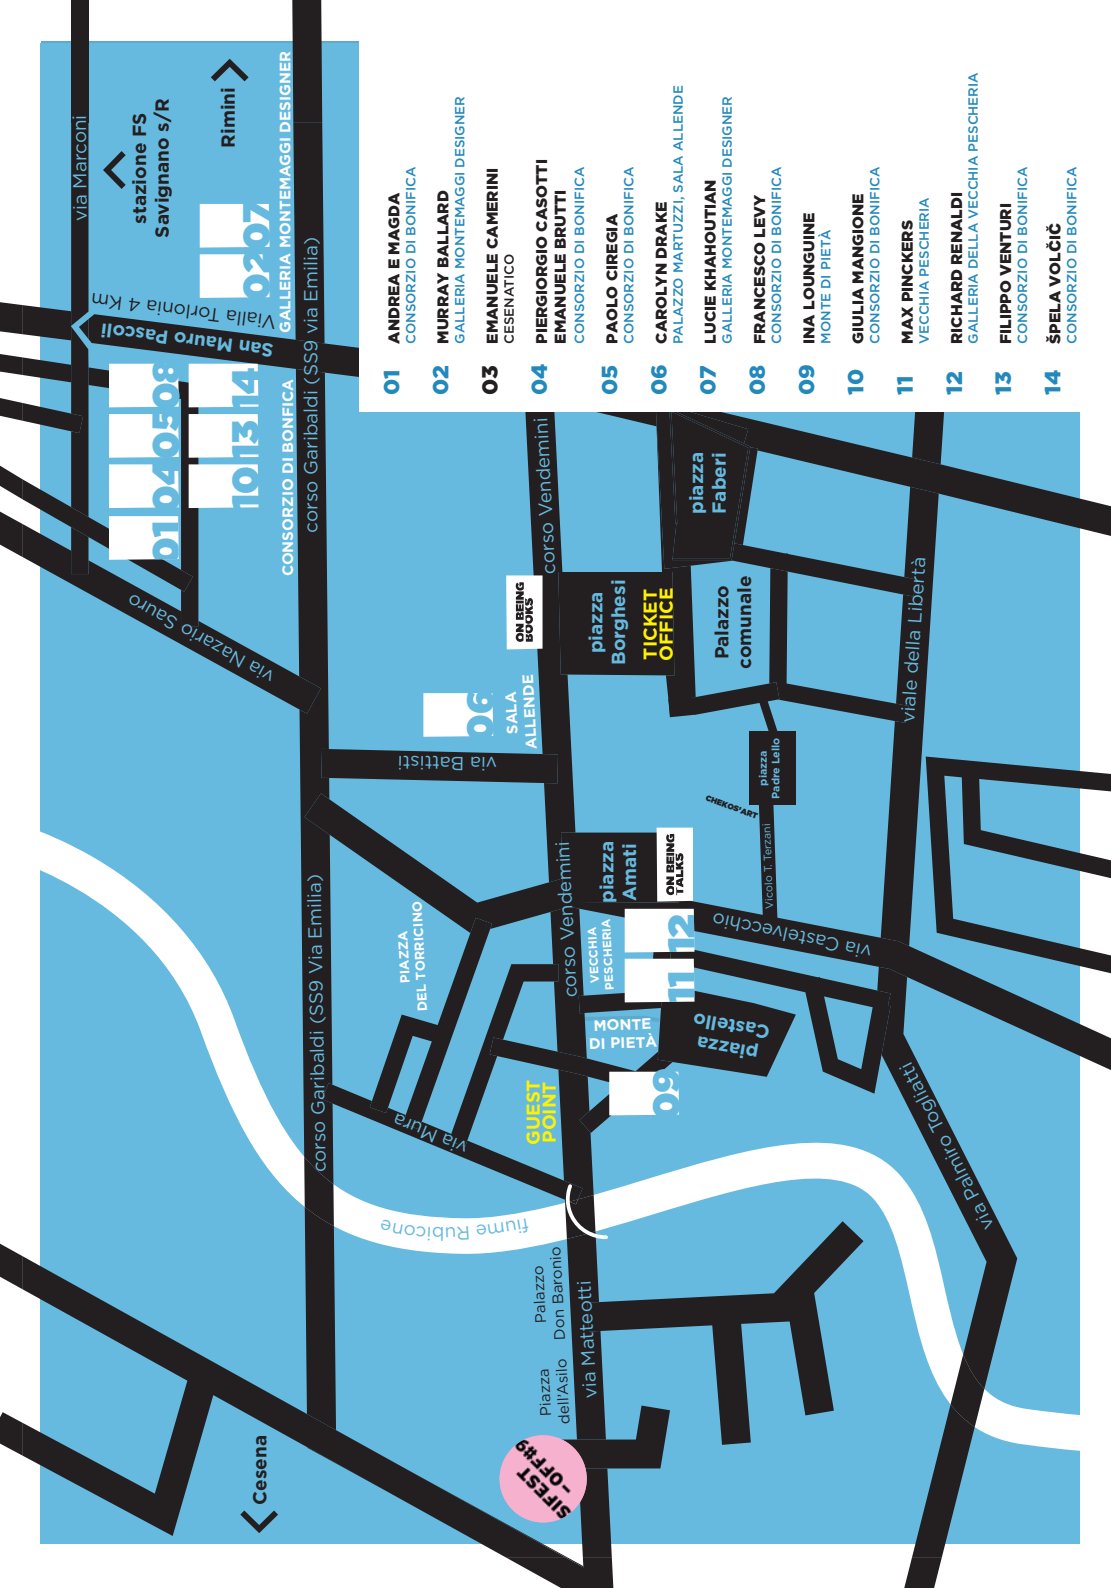 01
ANDREA E MAGDA
CONSORZIO DI BONIFICA
02
MURRAY BALLARD
GALLERIA MONTEMAGGI DESIGNER
03
EMANUELE CAMERINI
CESENATICO
04
PIERGIORGIO CASOTTI
EMANUELE BRUTTI
CONSORZIO DI BONIFICA
05
PAOLO CIREGIA
CONSORZIO DI BONIFICA
06
CAROLYN DRAKE
PALAZZO MARTUZZI, SALA ALLENDE
07
LUCIE KHAHOUTIAN
GALLERIA MONTEMAGGI DESIGNER
08
FRANCESCO LEVY
CONSORZIO DI BONIFICA
09
INA LOUNGUINE
MONTE DI PIETÀ
10
GIULIA MANGIONE
CONSORZIO DI BONIFICA
11
MAX PINCKERS
VECCHIA PESCHERIA
12
RICHARD RENALDI
GALLERIA DELLA VECCHIA PESCHERIA
13
FILIPPO VENTURI
CONSORZIO DI BONIFICA
14
ŠPELA VOLČIČ
CONSORZIO DI BONIFICA
via Marconi
stazione FS
Savignano s/R
Rimini
02 07
GALLERIA MONTEMAGGI DESIGNER
Vialla Torlonia 4 Km
San Mauro Pascoli
01 04 05 08
10 13 14
CONSORZIO DI BONFICA
corso Garibaldi (SS9 via Emilia)
via Nazario Sauro
corso Vendemini
ON BEING
BOOKS
piazza
Borghesi
TICKET
OFFICE
piazza
Faberi
Palazzo
comunale
viale della Libertà
06
SALA
ALLENDE
via Battisti
piazza
Padre Lello
CHEKOS'ART
Vicolo T. Terzani
piazza
Amati
ON BEING
TALKS
via Castelvecchio
corso Vendemini
VECCHIA
PESCHERIA
11 12
PIAZZA
DEL TORRICINO
corso Garibaldi (SS9 Via Emilia)
MONTE
DI PIETÀ
piazza
Castello
09
GUEST
POINT
via Mura
via Palmiro Togliatti
fiume Rubicone
Palazzo
Don Baronio
via Matteotti
Piazza
dell'Asilo
SIFEST
–OFF#9
Cesena